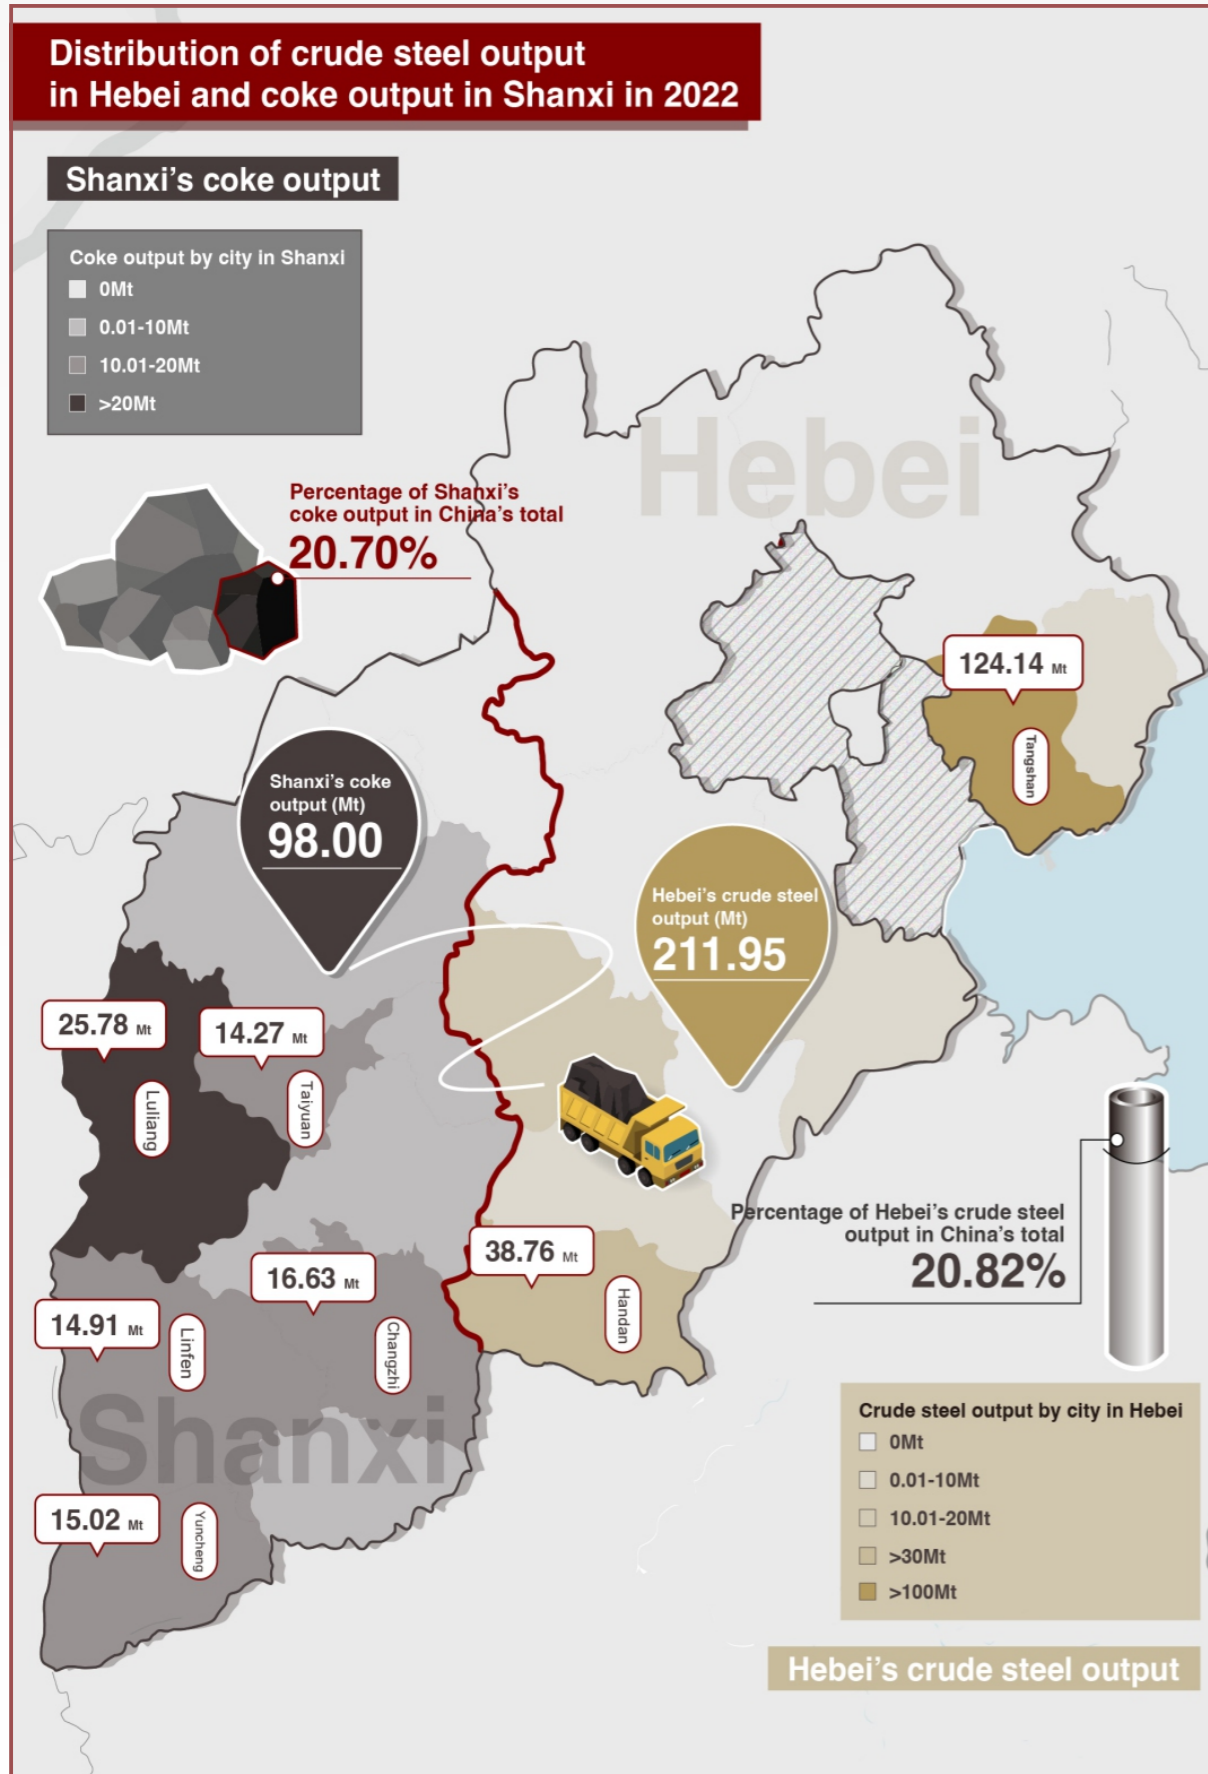 Distribution of crude steel output
in Hebei and coke output in Shanxi in 2022
Shanxi’s coke output
Coke output by city in Shanxi
0Mt
0.01-10Mt
10.01-20Mt
>20Mt
Hebei
Percentage of Shanxi’s
coke output in China’s total
20.70%
124.14 Mt
Tangshan
Shanxi’s coke
output (Mt)
98.00
Hebei’s crude steel
output (Mt)
211.95
25.78 Mt
Luliang
14.27 Mt
Taiyuan
Percentage of Hebei’s crude steel
output in China’s total
20.82%
38.76 Mt
Handan
16.63 Mt
Changzhi
14.91 Mt
Linfen
Shanxi
15.02 Mt
Yuncheng
Crude steel output by city in Hebei
0Mt
0.01-10Mt
10.01-20Mt
>30Mt
>100Mt
Hebei’s crude steel output